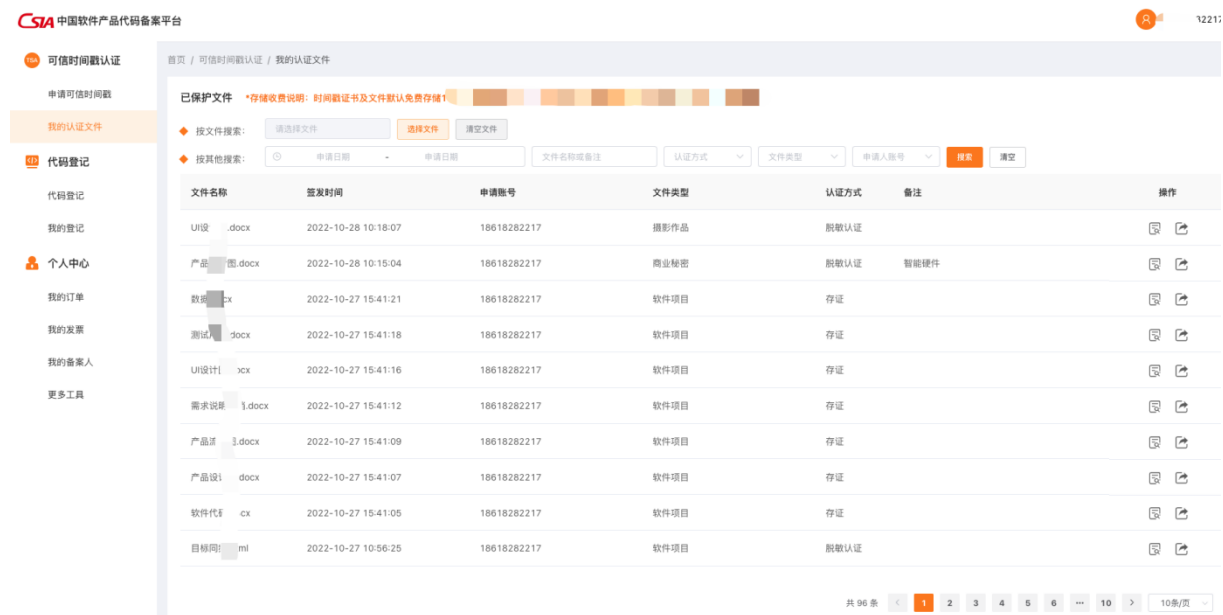 CSIA 中国软件产品代码备案平台
TSA 可信时间戳认证
申请可信时间戳
我的认证文件
代码登记
代码登记
我的登记
个人中心
我的订单
我的发票
我的备案人
更多工具
首页 / 可信时间戳认证 / 我的认证文件
已保护文件 *存储收费说明：时间戳证书及文件默认免费存储1
按文件搜索： 请选择文件 选择文件 清空文件
按其他搜索： 申请日期 - 申请日期 文件名称或备注 认证方式 文件类型 申请人账号 搜索 清空
文件名称 签发时间 申请账号 文件类型 认证方式 备注 操作
UI设 .docx 2022-10-28 10:18:07 18618282217 摄影作品 脱敏认证
产品 图.docx 2022-10-28 10:15:04 18618282217 商业秘密 脱敏认证 智能硬件
数据 cx 2022-10-27 15:41:21 18618282217 软件项目 存证
测试 docx 2022-10-27 15:41:18 18618282217 软件项目 存证
UI设计 ocx 2022-10-27 15:41:16 18618282217 软件项目 存证
需求说明 .docx 2022-10-27 15:41:12 18618282217 软件项目 存证
产品流 .docx 2022-10-27 15:41:09 18618282217 软件项目 存证
产品设计 docx 2022-10-27 15:41:07 18618282217 软件项目 存证
软件代码 cx 2022-10-27 15:41:05 18618282217 软件项目 存证
目标网 ml 2022-10-27 10:56:25 18618282217 软件项目 脱敏认证
共 96 条 1 2 3 4 5 6 ··· 10 10条/页